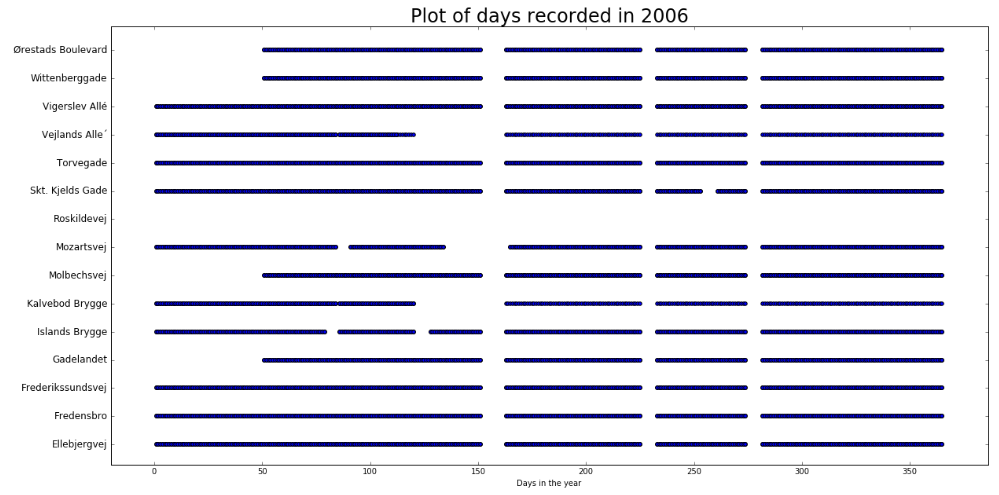 Plot of days recorded in 2006
Ørestads Boulevard
Wittenberggade
Vigerslev Allé
Vejlands Alle´
Torvegade
Skt. Kjelds Gade
Roskildevej
Mozartsvej
Molbechsvej
Kalvebod Brygge
Islands Brygge
Gadelandet
Frederikssundsvej
Fredensbro
Ellebjergvej
0 50 100 150 200 250 300 350
Days in the year